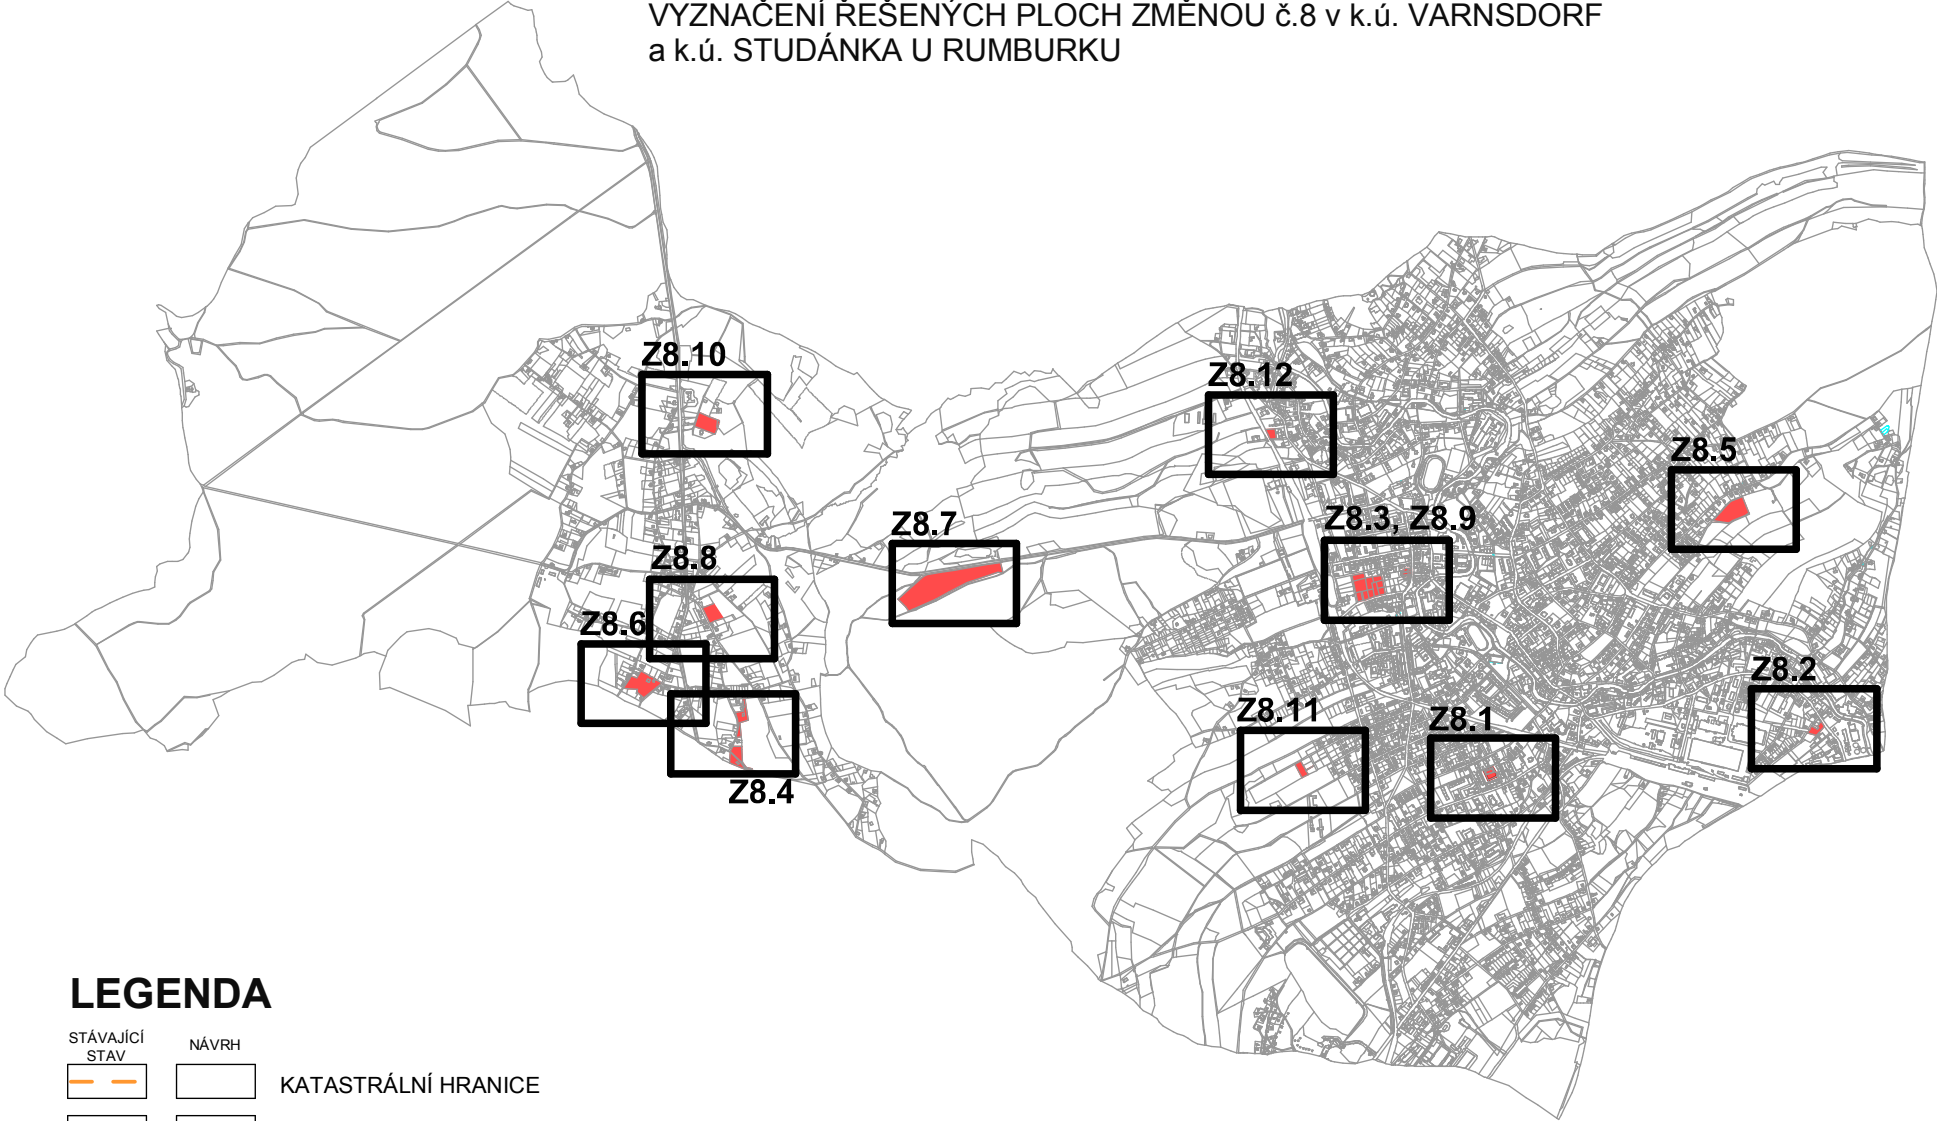 VYZNAČENÍ ŘEŠENÝCH PLOCH ZMĚNOU č.8 v k.ú. VARNSDORF
a k.ú. STUDÁNKA U RUMBURKU
Z8.10
Z8.12
Z8.5
Z8.7
Z8.3, Z8.9
Z8.8
Z8.6
Z8.2
Z8.11
Z8.1
Z8.4
LEGENDA
STÁVAJÍCÍ
STAV
NÁVRH
KATASTRÁLNÍ HRANICE